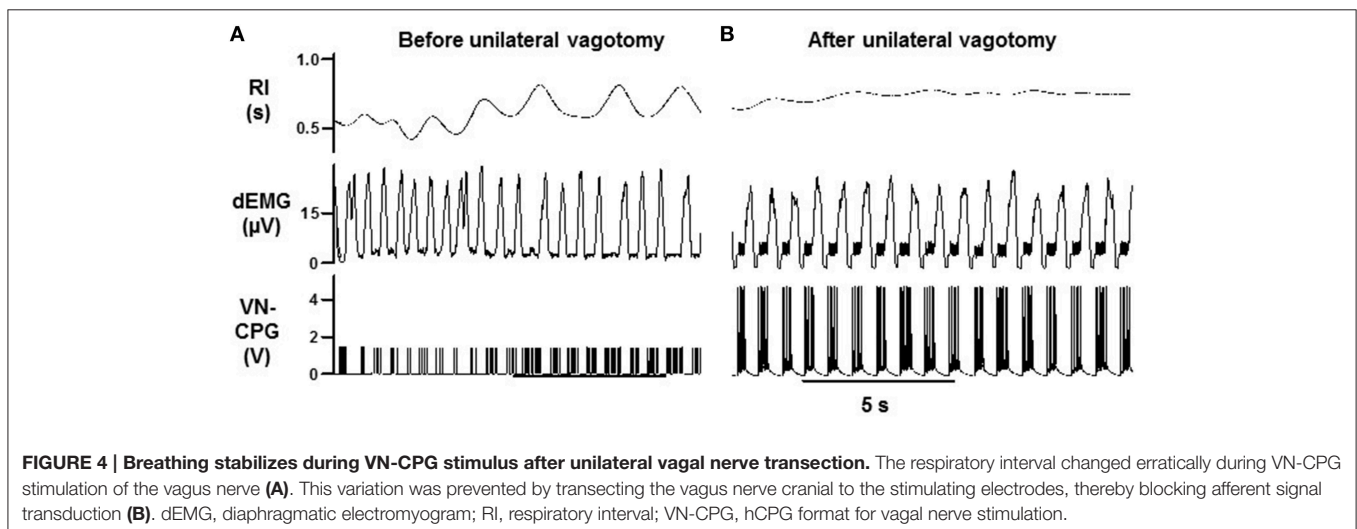 A
Before unilateral vagotomy
B
After unilateral vagotomy
RI
(s)
1.0
0.5
dEMG
(µV)
15
0
VN-
CPG
(V)
4
2
0
5 s
FIGURE 4 | Breathing stabilizes during VN-CPG stimulus after unilateral vagal nerve transection. The respiratory interval changed erratically during VN-CPG
stimulation of the vagus nerve (A). This variation was prevented by transecting the vagus nerve cranial to the stimulating electrodes, thereby blocking afferent signal
transduction (B). dEMG, diaphragmatic electromyogram; RI, respiratory interval; VN-CPG, hCPG format for vagal nerve stimulation.